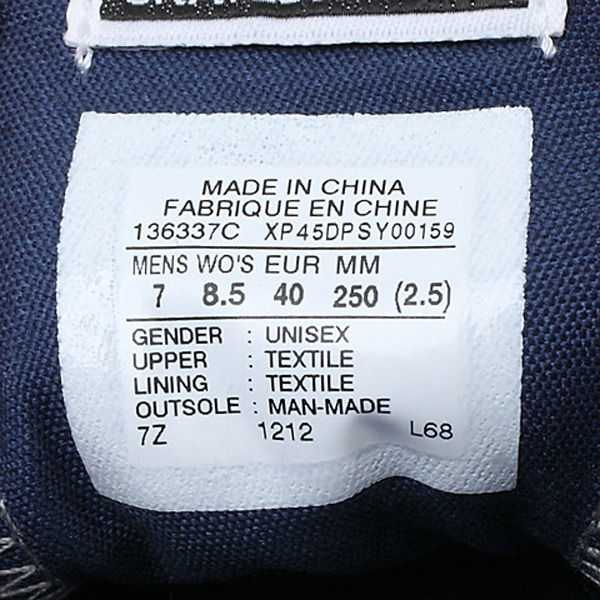 MADE IN CHINA
FABRIQUE EN CHINE
136337C XP45DPSY00159
MENS WO'S EUR MM
7 8.5 40 250 (2.5)
GENDER : UNISEX
UPPER : TEXTILE
LINING : TEXTILE
OUTSOLE : MAN-MADE
7Z 1212 L68